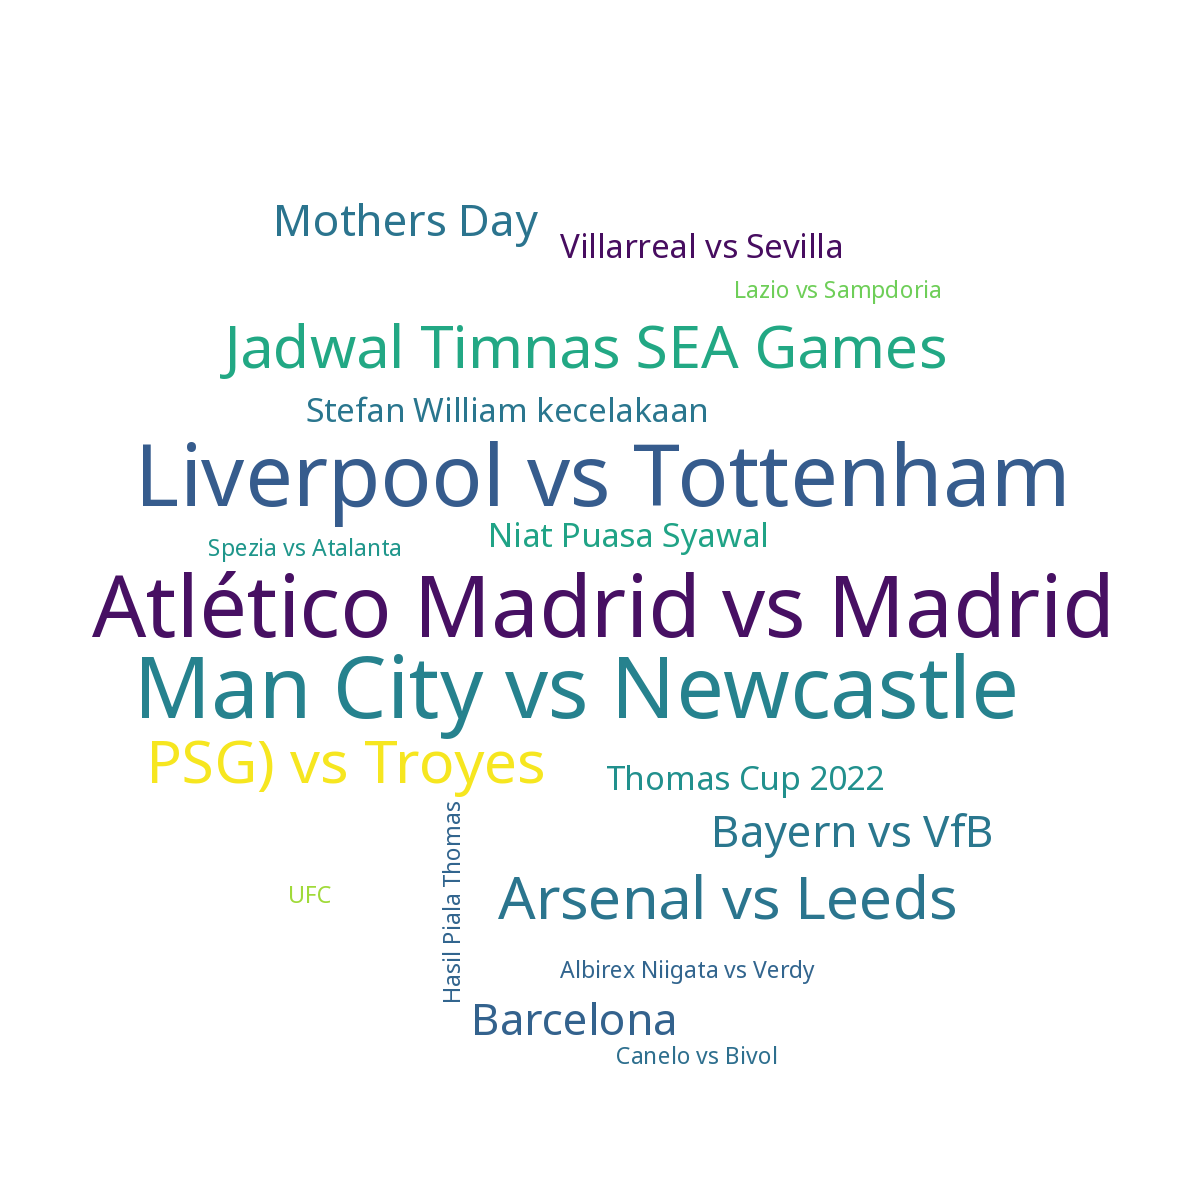 Mothers Day
Villarreal vs Sevilla
Lazio vs Sampdoria
Jadwal Timnas SEA Games
Stefan William kecelakaan
Liverpool vs Tottenham
Niat Puasa Syawal
Spezia vs Atalanta
Atlético Madrid vs Madrid
Man City vs Newcastle
PSG) vs Troyes
Thomas Cup 2022
Bayern vs VfB
Hasil Piala Thomas
UFC
Arsenal vs Leeds
Albirex Niigata vs Verdy
Barcelona
Canelo vs Bivol